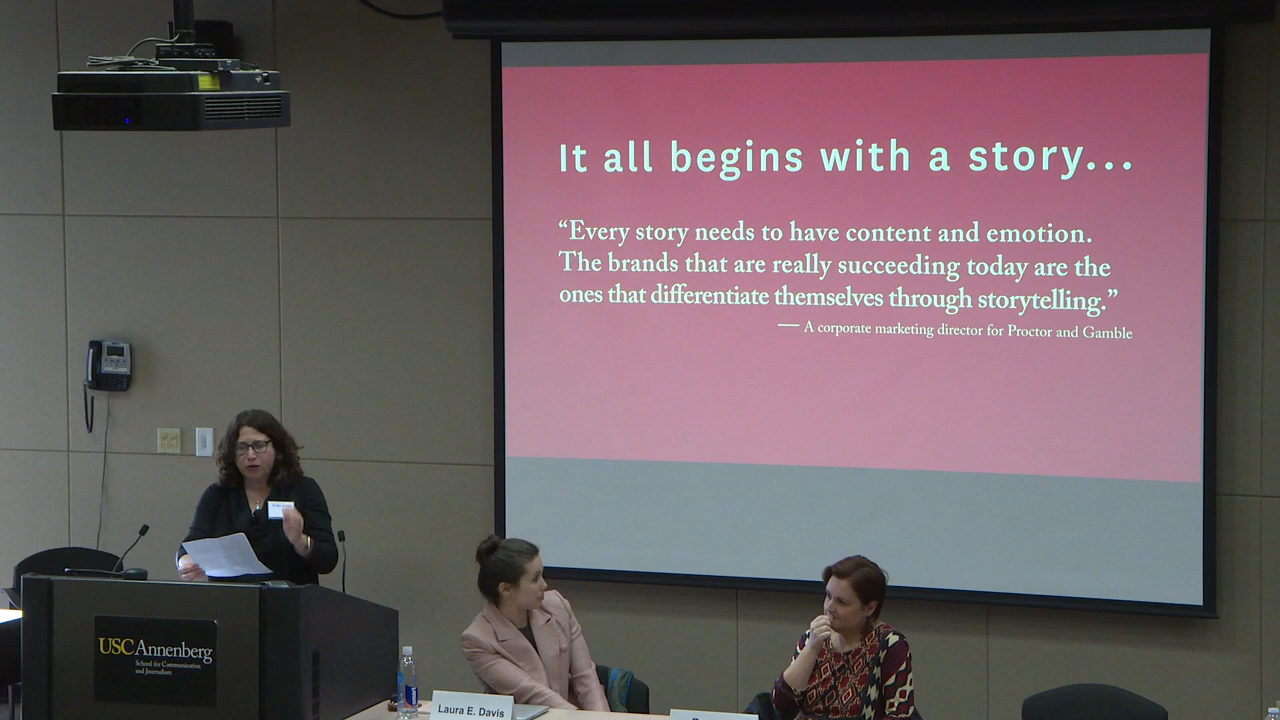 It all begins with a story...
“Every story needs to have content and emotion.
The brands that are really succeeding today are the
ones that differentiate themselves through storytelling.”
— A corporate marketing director for Proctor and Gamble
USC Annenberg
School for Communication
and Journalism
Laura E. Davis